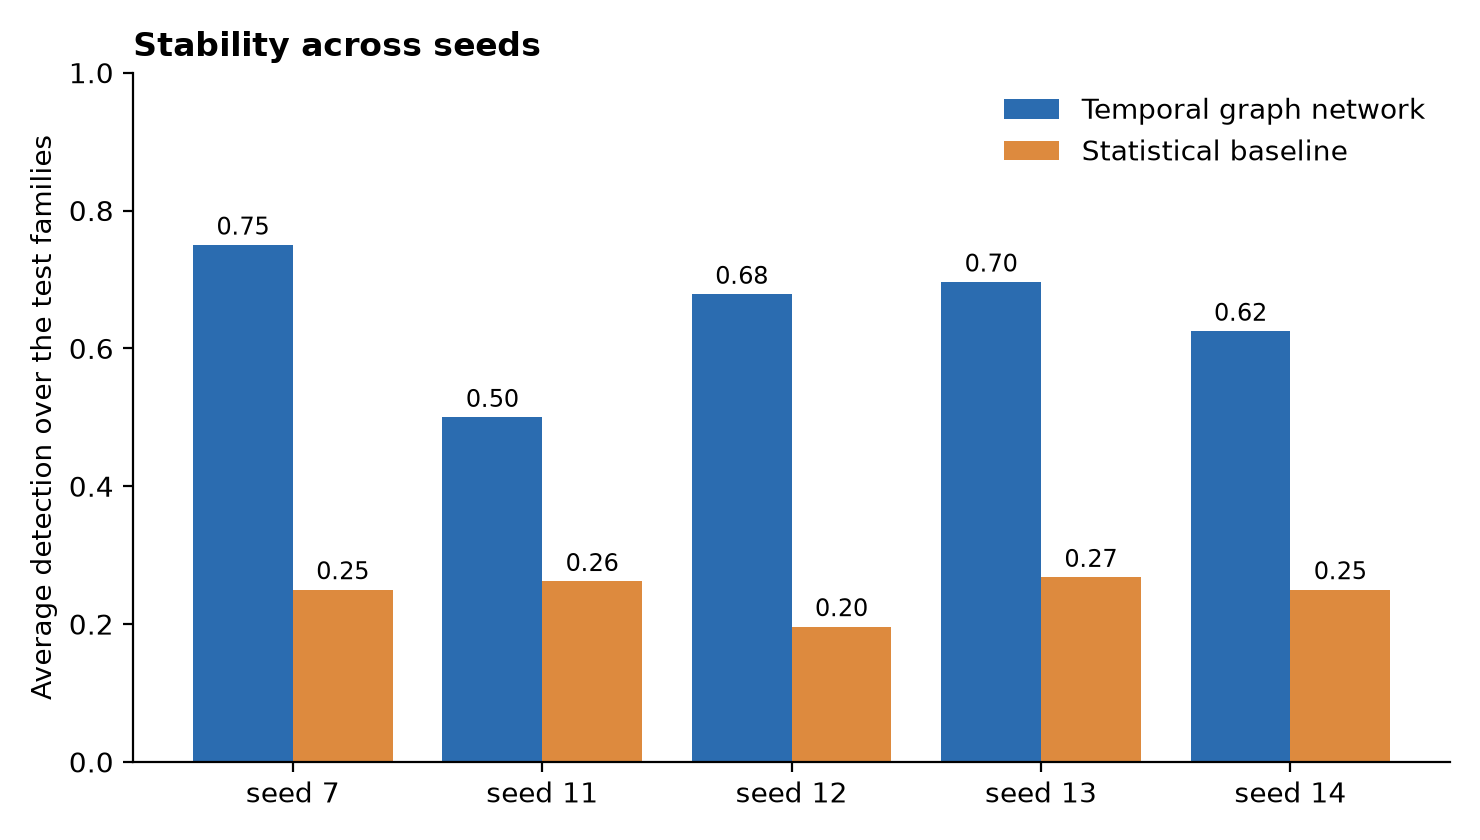 Stability across seeds
Temporal graph network
Statistical baseline
Average detection over the test families
1.0
0.8
0.6
0.4
0.2
0.0
0.75
0.25
0.50
0.26
0.68
0.20
0.70
0.27
0.62
0.25
seed 7
seed 11
seed 12
seed 13
seed 14